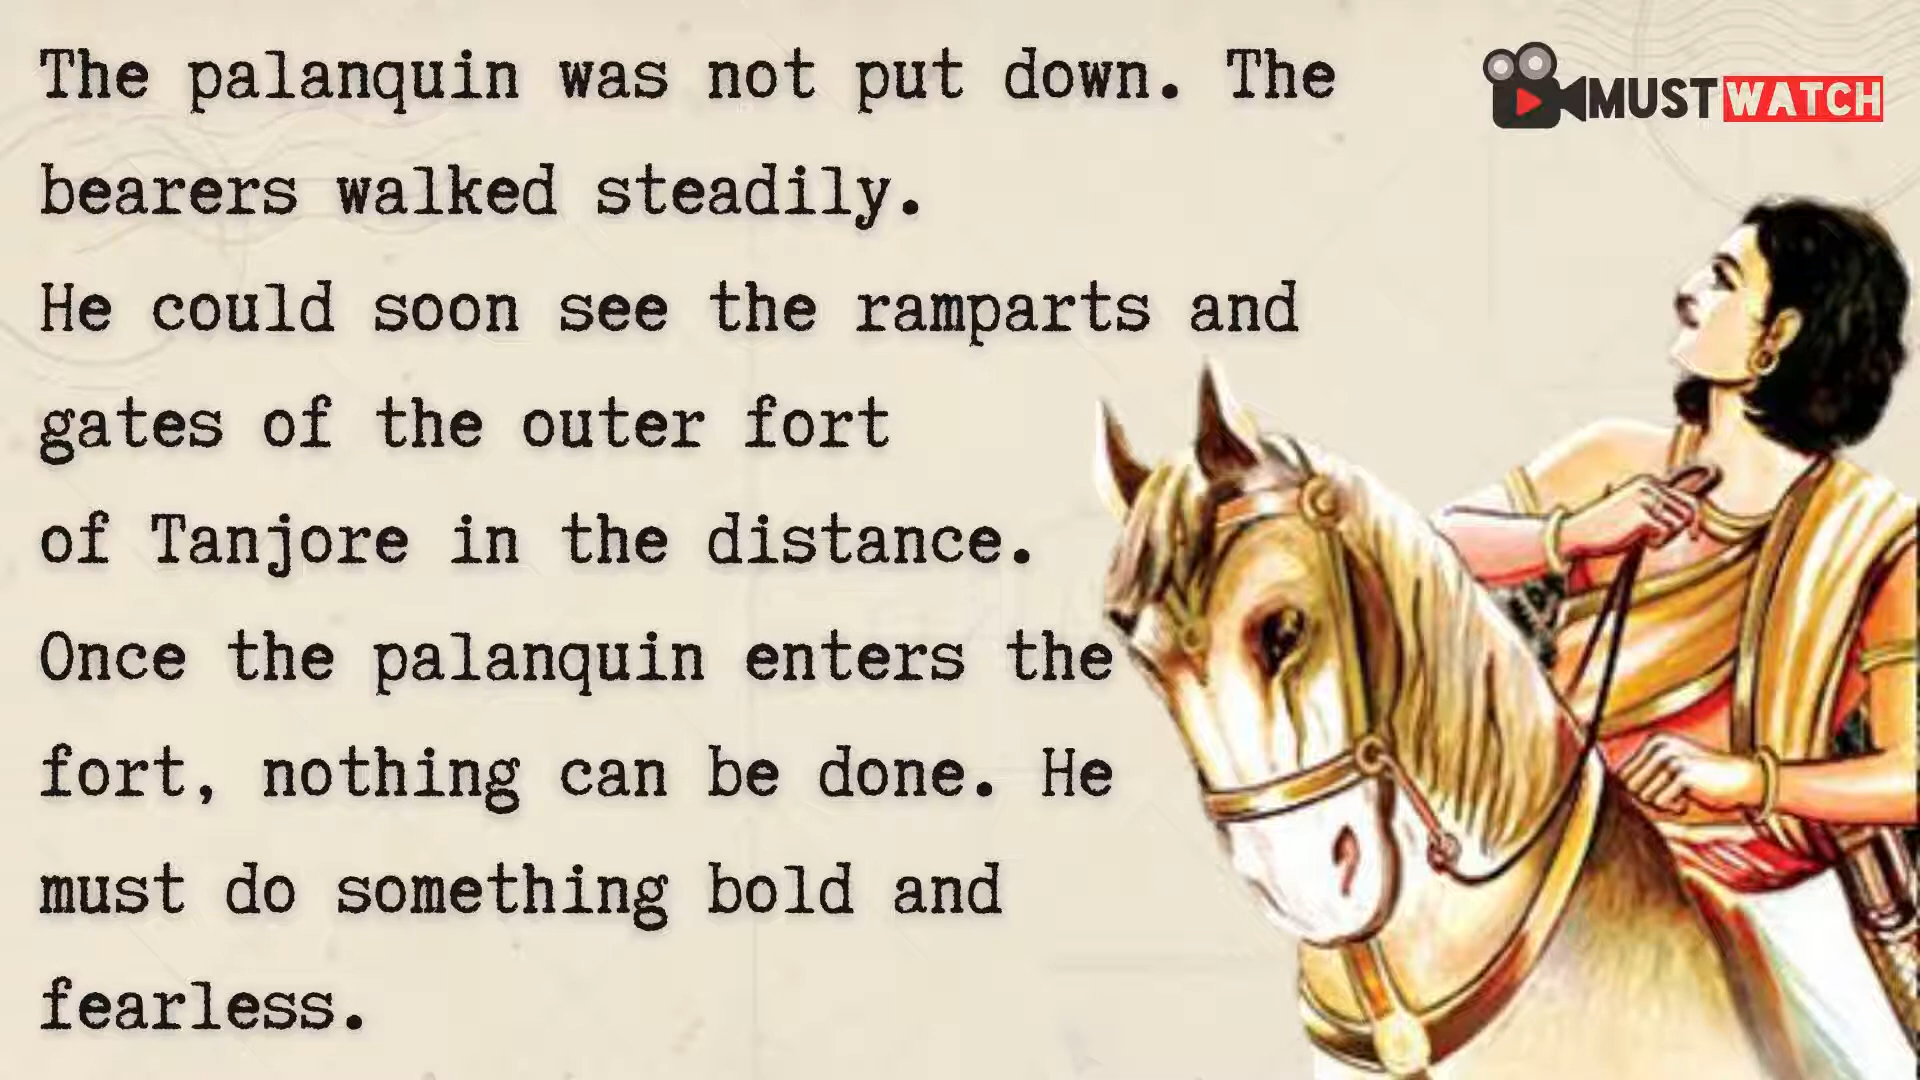 The palanquin was not put down. The
bearers walked steadily.
He could soon see the ramparts and
gates of the outer fort
of Tanjore in the distance.
Once the palanquin enters the
fort, nothing can be done. He
must do something bold and
fearless.
MUST WATCH